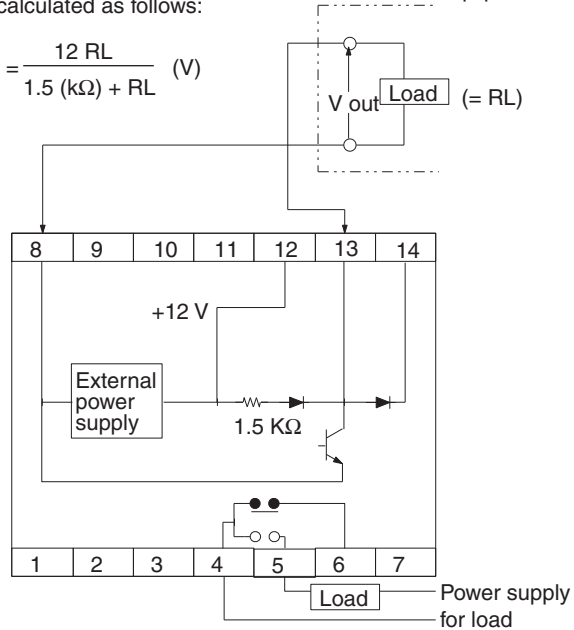 calculated as follows:
= 12 RL / 1.5 (kΩ) + RL (V)
V out
Load
(= RL)
8 9 10 11 12 13 14
+12 V
External
power
supply
1.5 KΩ
1 2 3 4 5 6 7
Load
Power supply
for load